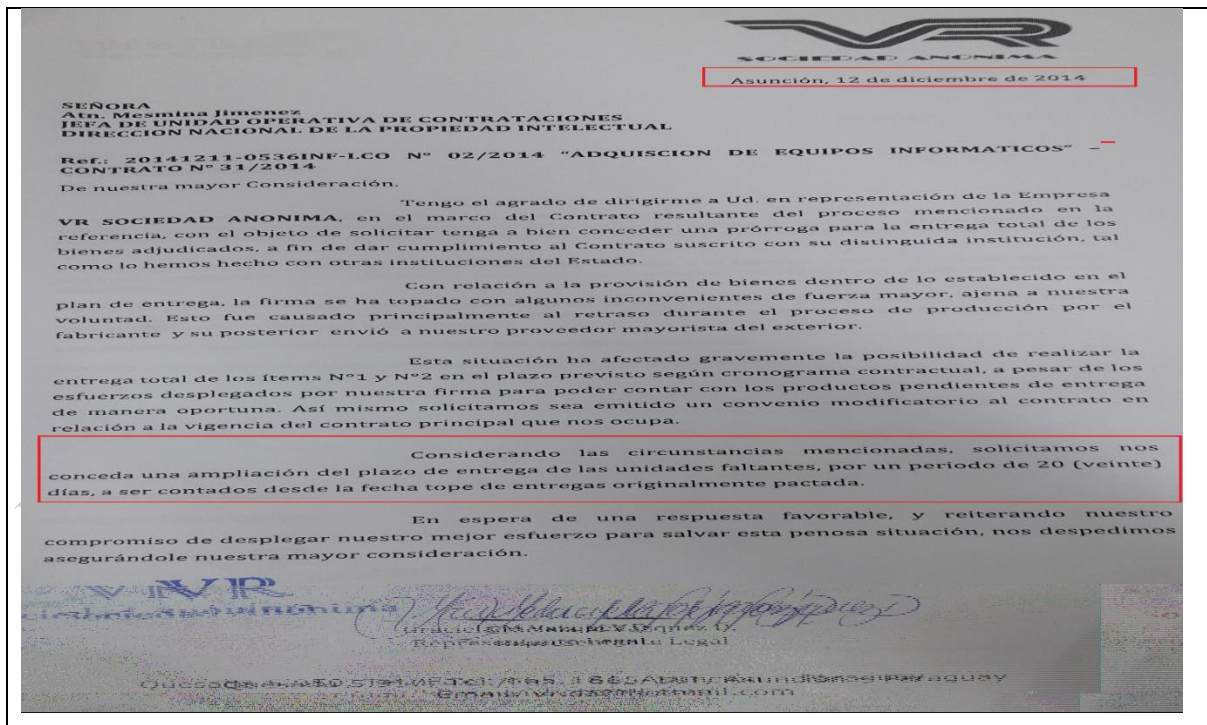 VR
SOCIEDAD ANONIMA
Asunción, 12 de diciembre de 2014
SEÑORA
Atn. Mesmina Jimenez
JEFA DE UNIDAD OPERATIVA DE CONTRATACIONES
DIRECCION NACIONAL DE LA PROPIEDAD INTELECTUAL
Ref.: 20141211-0536INF-LCO Nº 02/2014 "ADQUISCION DE EQUIPOS INFORMATICOS" –
CONTRATO Nº 31/2014
De nuestra mayor Consideración.
Tengo el agrado de dirigirme a Ud. en representación de la Empresa
VR SOCIEDAD ANONIMA, en el marco del Contrato resultante del proceso mencionado en la
referencia, con el objeto de solicitar tenga a bien conceder una prórroga para la entrega total de los
bienes adjudicados, a fin de dar cumplimiento al Contrato suscrito con su distinguida institución, tal
como lo hemos hecho con otras instituciones del Estado.
Con relación a la provisión de bienes dentro de lo establecido en el
plan de entrega, la firma se ha topado con algunos inconvenientes de fuerza mayor, ajena a nuestra
voluntad. Esto fue causado principalmente al retraso durante el proceso de producción por el
fabricante y su posterior envió a nuestro proveedor mayorista del exterior.
Esta situación ha afectado gravemente la posibilidad de realizar la
entrega total de los ítems Nº1 y Nº2 en el plazo previsto según cronograma contractual, a pesar de los
esfuerzos desplegados por nuestra firma para poder contar con los productos pendientes de entrega
de manera oportuna. Así mismo solicitamos sea emitido un convenio modificatorio al contrato en
relación a la vigencia del contrato principal que nos ocupa.
Considerando las circunstancias mencionadas, solicitamos nos
conceda una ampliación del plazo de entrega de las unidades faltantes, por un periodo de 20 (veinte)
días, a ser contados desde la fecha tope de entregas originalmente pactada.
En espera de una respuesta favorable, y reiterando nuestro
compromiso de desplegar nuestro mejor esfuerzo para salvar esta penosa situación, nos despedimos
asegurándole nuestra mayor consideración.
VR
Legal